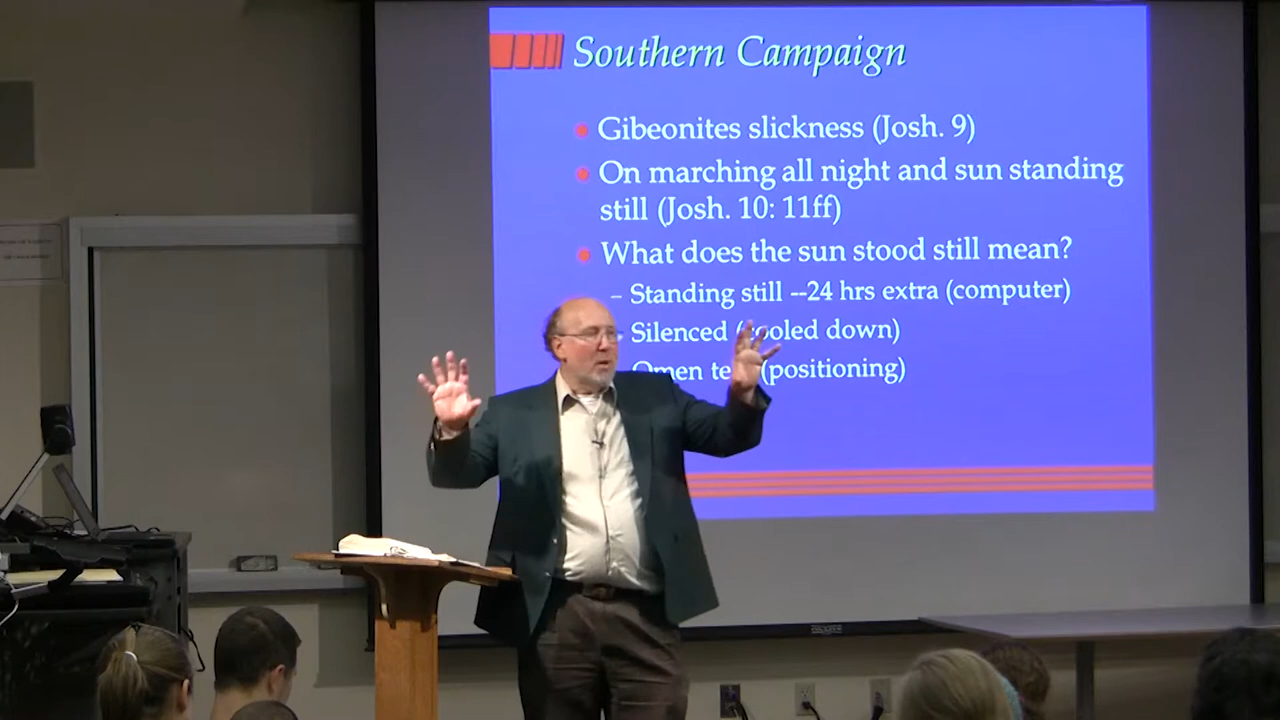 Southern Campaign
Gibeonites slickness (Josh. 9)
On marching all night and sun standing
still (Josh. 10: 11ff)
What does the sun stood still mean?
– Standing still --24 hrs extra (computer)
Silenced down)
Omen (positioning)